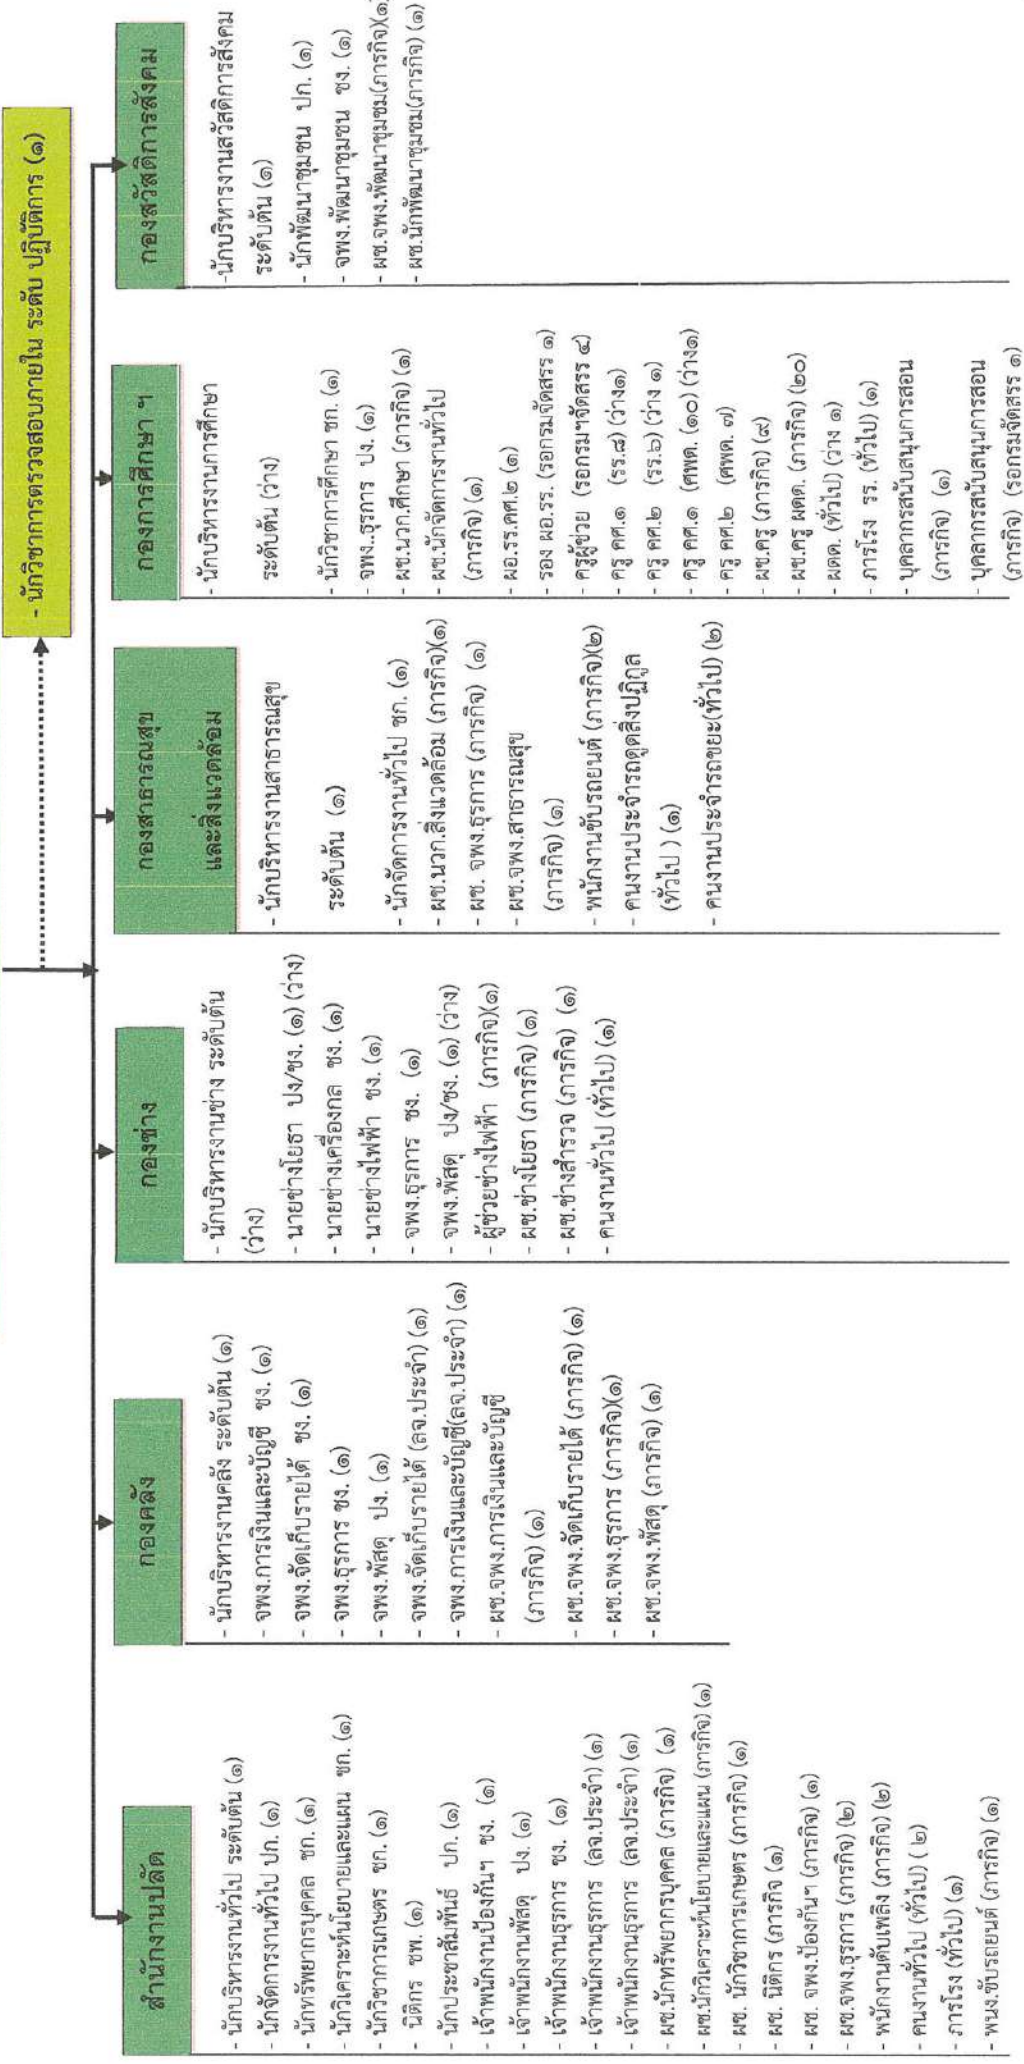 - นักวิชาการตรวจสอบภายใน ระดับ ปฏิบัติการ (๑)
สำนักงานปลัด
- นักบริหารงานทั่วไป ระดับต้น (๑)
- นักจัดการงานทั่วไป ปก. (๑)
- นักทรัพยากรบุคคล ชก. (๑)
- นักวิเคราะห์นโยบายและแผน ชก. (๑)
- นักวิชาการเกษตร ชก. (๑)
- นิติกร ชพ. (๑)
- นักประชาสัมพันธ์ ปก. (๑)
- เจ้าพนักงานป้องกันฯ ชง. (๑)
- เจ้าพนักงานพัสดุ ปง. (๑)
- เจ้าพนักงานธุรการ ชง. (๑)
- เจ้าพนักงานธุรการ (ลจ.ประจำ) (๑)
- เจ้าพนักงานธุรการ (ลจ.ประจำ) (๑)
- ผช.นักทรัพยากรบุคคล (ภารกิจ) (๑)
- ผช.นักวิเคราะห์นโยบายและแผน (ภารกิจ) (๑)
- ผช. นักวิชาการเกษตร (ภารกิจ) (๑)
- ผช. นิติกร (ภารกิจ (๑)
- ผช. จพง.ป้องกันฯ (ภารกิจ) (๑)
- ผช.จพง.ธุรการ (ภารกิจ) (๒)
- พนักงานดับเพลิง (ภารกิจ) (๒)
- คนงานทั่วไป (ทั่วไป) ( ๒)
- ภารโรง (ทั่วไป) (๑)
- พนง.ขับรถยนต์ (ภารกิจ) (๑)
กองคลัง
- นักบริหารงานคลัง ระดับต้น (๑)
- จพง.การเงินและบัญชี ชง. (๑)
- จพง.จัดเก็บรายได้ ชง. (๑)
- จพง.ธุรการ ชง. (๑)
- จพง.พัสดุ ปง. (๑)
- จพง.จัดเก็บรายได้ (ลจ.ประจำ) (๑)
- จพง.การเงินและบัญชี(ลจ.ประจำ) (๑)
- ผช.จพง.การเงินและบัญชี
(ภารกิจ) (๑)
- ผช.จพง.จัดเก็บรายได้ (ภารกิจ) (๑)
- ผช.จพง.ธุรการ (ภารกิจ)(๑)
- ผช.จพง.พัสดุ (ภารกิจ) (๑)
กองช่าง
- นักบริหารงานช่าง ระดับต้น
(ว่าง)
- นายช่างโยธา ปง/ชง. (๑) (ว่าง)
- นายช่างเครื่องกล ชง. (๑)
- นายช่างไฟฟ้า ชง. (๑)
- จพง.ธุรการ ชง. (๑)
- จพง.พัสดุ ปง/ชง. (๑) (ว่าง)
- ผู้ช่วยช่างไฟฟ้า (ภารกิจ)(๑)
- ผช.ช่างโยธา (ภารกิจ) (๑)
- ผช.ช่างสำรวจ (ภารกิจ) (๑)
- คนงานทั่วไป (ทั่วไป) (๑)
กองสาธารณสุข
และสิ่งแวดล้อม
- นักบริหารงานสาธารณสุข
ระดับต้น (๑)
- นักจัดการงานทั่วไป ชก. (๑)
- ผช.นวก.สิ่งแวดล้อม (ภารกิจ)(๑)
- ผช. จพง.ธุรการ (ภารกิจ) (๑)
- ผช.จพง.สาธารณสุข
(ภารกิจ) (๑)
- พนักงานขับรถยนต์ (ภารกิจ)(๒)
- คนงานประจำรถดูดสิ่งปฏิกูล
(ทั่วไป ) (๑)
- คนงานประจำรถขยะ(ทั่วไป) (๒)
กองการศึกษา ฯ
- นักบริหารงานการศึกษา
ระดับต้น (ว่าง)
- นักวิชาการศึกษา ชก. (๑)
- จพง..ธุรการ ปง. (๑)
- ผช.นวก.ศึกษา (ภารกิจ) (๑)
- ผช.นักจัดการงานทั่วไป
(ภารกิจ) (๑)
- ผอ.รร.คศ.๒ (๑)
- รอง ผอ.รร. (รอกรมจัดสรร ๑)
- ครูผู้ช่วย (รอกรมฯจัดสรร ๔)
- ครู คศ.๑ (รร.๘) (ว่าง๑)
- ครู คศ.๒ (รร.๖) (ว่าง ๑)
- ครู คศ.๑ (ศพด. (๑๐) (ว่าง๑)
- ครู คศ.๒ (ศพด. ๗)
- ผช.ครู (ภารกิจ) (๙)
- ผช.ครู ผดด. (ภารกิจ) (๒๐)
- ผดด. (ทั่วไป) (ว่าง ๑)
- ภารโรง รร. (ทั่วไป) (๑)
- บุคลากรสนับสนุนการสอน
(ภารกิจ) (๑)
- บุคลากรสนับสนุนการสอน
(ภารกิจ) (รอกรมจัดสรร ๑)
กองสวัสดิการสังคม
-นักบริหารงานสวัสดิการสังคม
ระดับต้น (๑)
- นักพัฒนาชุมชน ปก. (๑)
- จพง.พัฒนาชุมชน ชง. (๑)
- ผช.จพง.พัฒนาชุมชม(ภารกิจ)(๑)
- ผช.นักพัฒนาชุมชม(ภารกิจ) (๑)